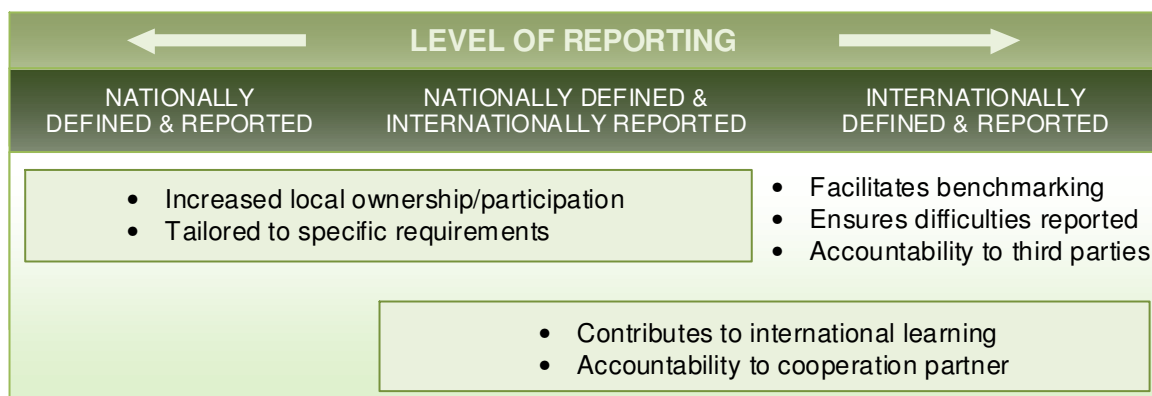 LEVEL OF REPORTING
NATIONALLY
DEFINED & REPORTED
NATIONALLY DEFINED &
INTERNATIONALLY REPORTED
INTERNATIONALLY
DEFINED & REPORTED
• Increased local ownership/participation
• Tailored to specific requirements
• Facilitates benchmarking
• Ensures difficulties reported
• Accountability to third parties
• Contributes to international learning
• Accountability to cooperation partner